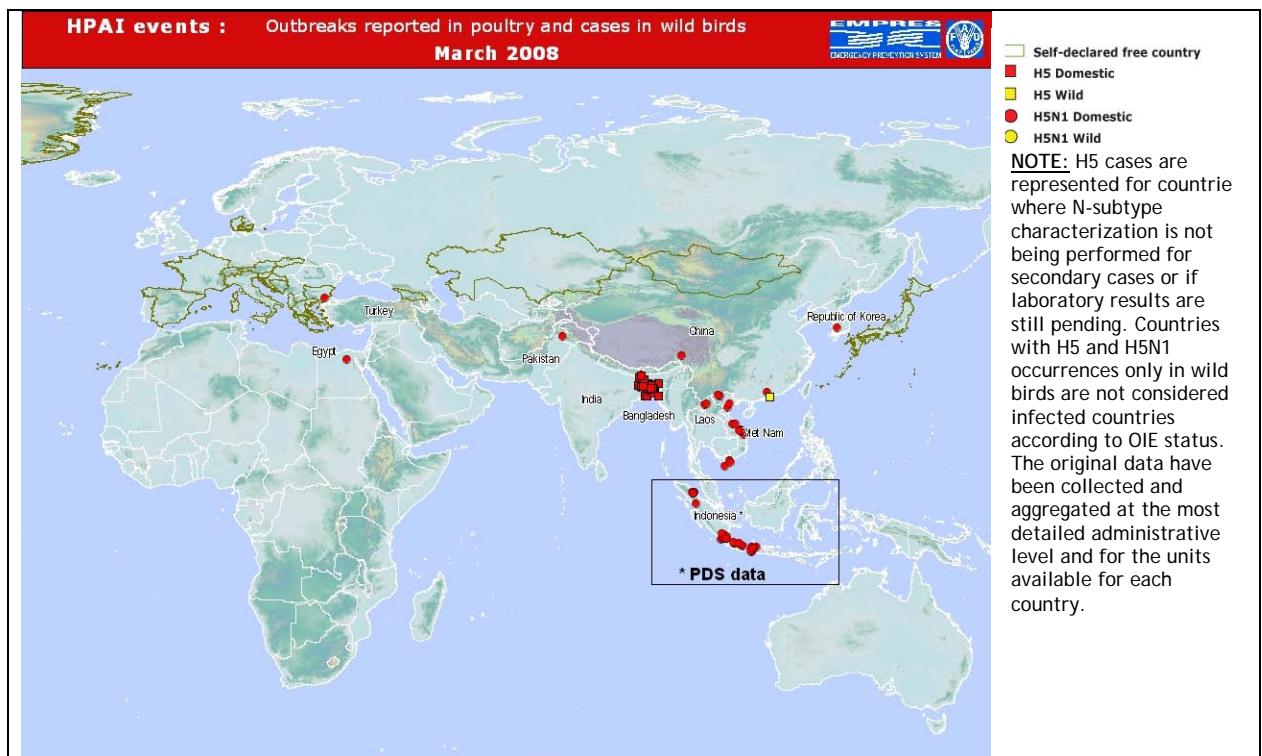 HPAI events : Outbreaks reported in poultry and cases in wild birds
March 2008
EMPRES
EMERGENCY PREVENTION SYSTEM
Self-declared free country
H5 Domestic
H5 Wild
H5N1 Domestic
H5N1 Wild
NOTE: H5 cases are
represented for countrie
where N-subtype
characterization is not
being performed for
secondary cases or if
laboratory results are
still pending. Countries
with H5 and H5N1
occurrences only in wild
birds are not considered
infected countries
according to OIE status.
The original data have
been collected and
aggregated at the most
detailed administrative
level and for the units
available for each
country.
Turkey
Republic of Korea
China
Egypt
Pakistan
India
Bangladesh
Laos
Viet Nam
Indonesia *
* PDS data